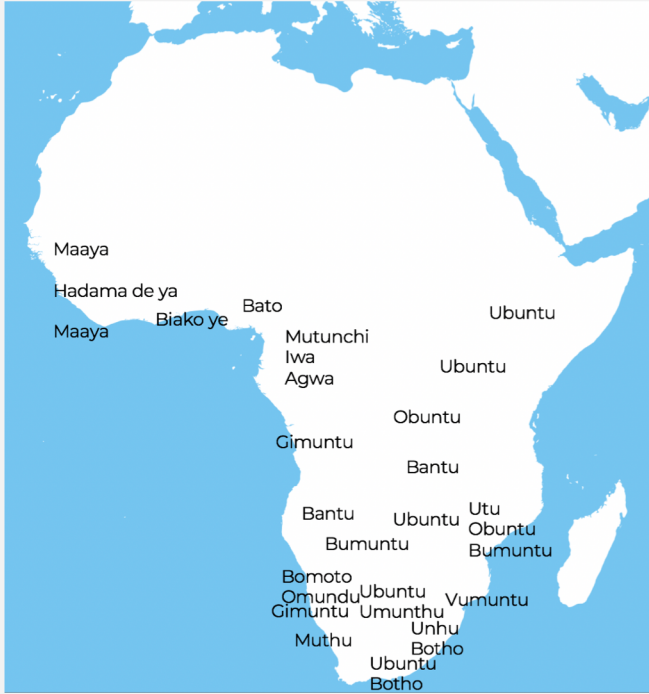 Maaya
Hadama de ya
Bato
Ubuntu
Biako ye
Maaya
Mutunchi
Iwa
Agwa
Ubuntu
Obuntu
Gimuntu
Bantu
Bantu
Ubuntu
Utu
Obuntu
Bumuntu
Bumuntu
Bomoto
Omundu
Gimuntu
Ubuntu
Umunthu
Vumuntu
Muthu
Unhu
Botho
Ubuntu
Botho